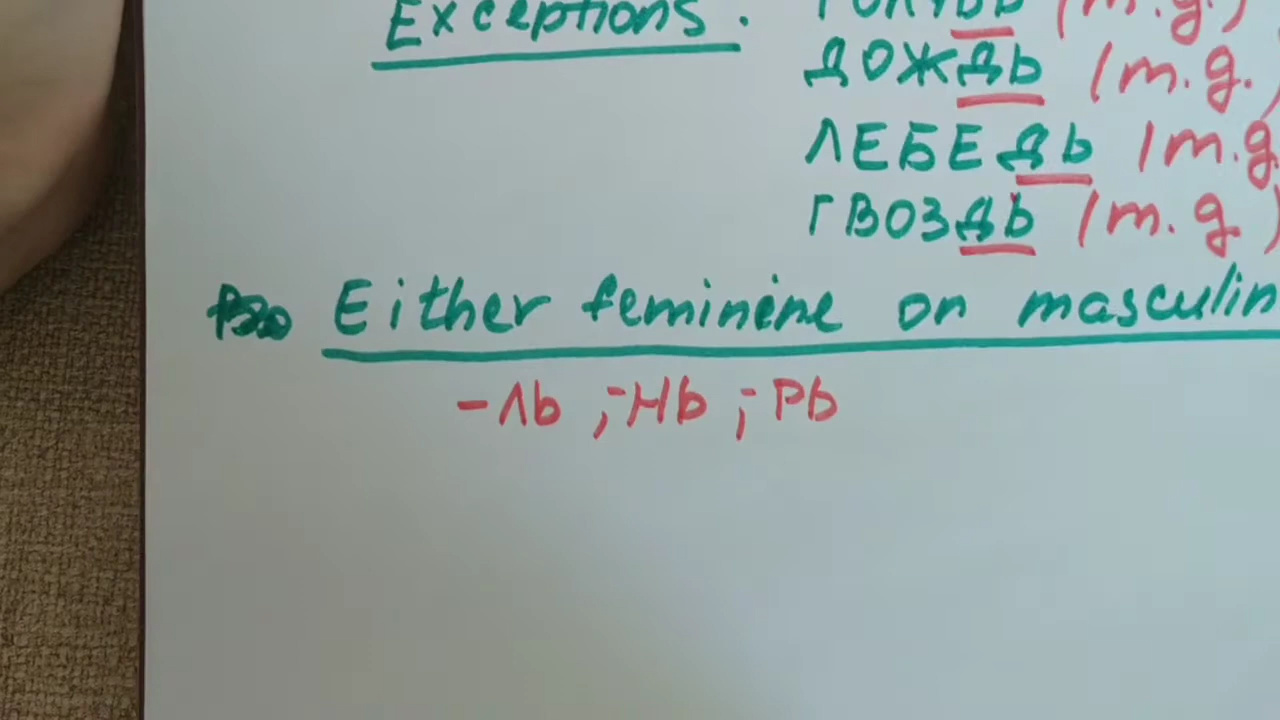 Exceptions: (m.g.)
ДОЖДЬ (m.g.
ЛЕБЕДЬ (m.g
ГВОЗДЬ (m.g)
Either feminine or masculin
-ЛЬ ;-НЬ ;-РЬ